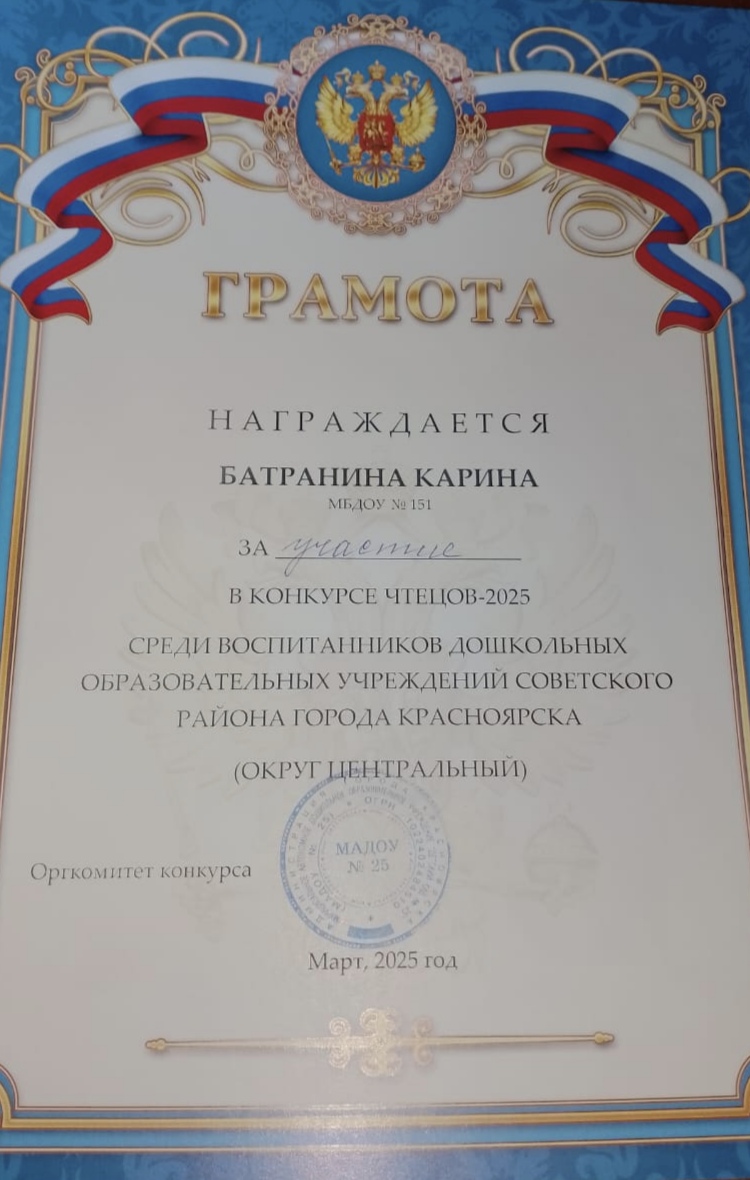 ГРАМОТА
НАГРАЖДАЕТСЯ
БАТРАНИНА КАРИНА
МБДОУ № 151
ЗА участие
В КОНКУРСЕ ЧТЕЦОВ-2025
СРЕДИ ВОСПИТАННИКОВ ДОШКОЛЬНЫХ
ОБРАЗОВАТЕЛЬНЫХ УЧРЕЖДЕНИЙ СОВЕТСКОГО
РАЙОНА ГОРОДА КРАСНОЯРСКА
(ОКРУГ ЦЕНТРАЛЬНЫЙ)
МАДОУ
№ 25
Оргкомитет конкурса
Март, 2025 год